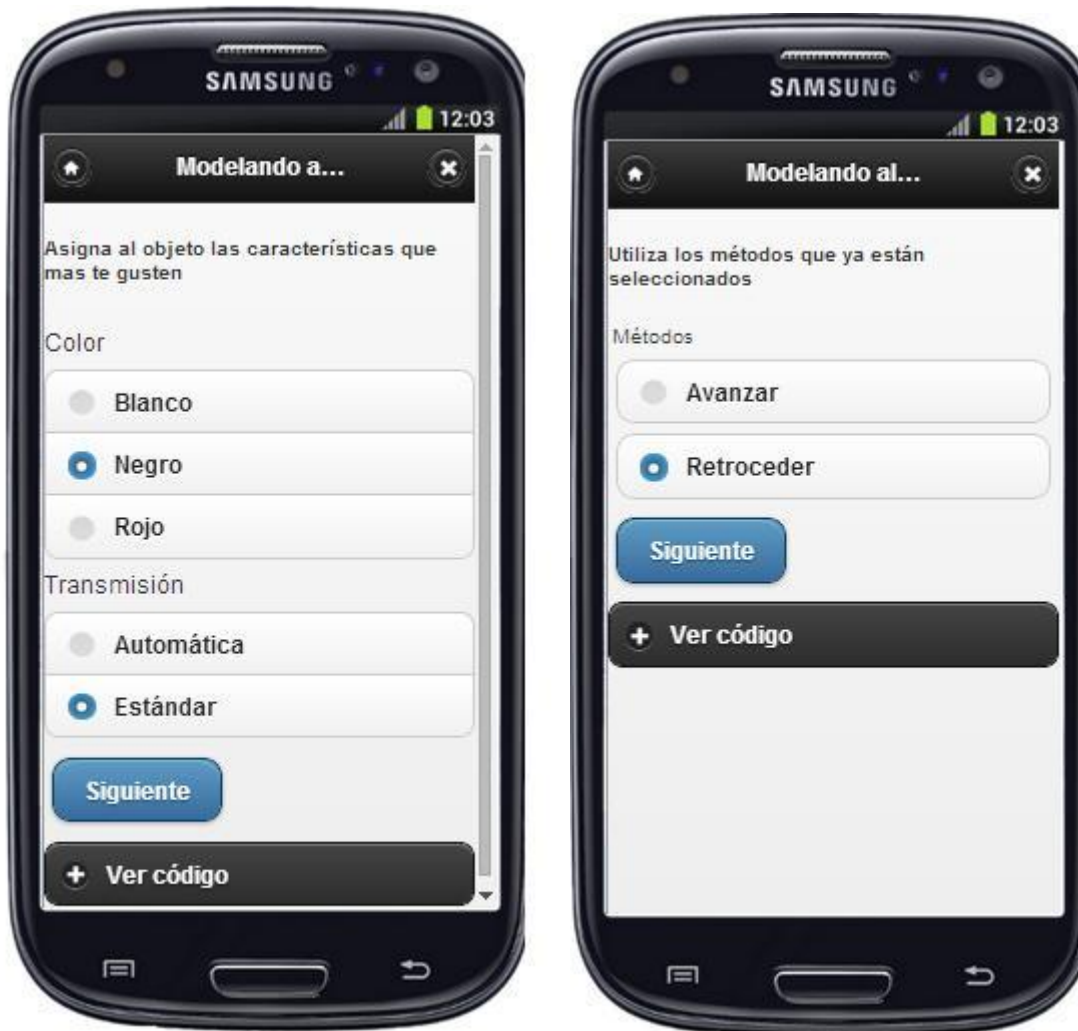 SAMSUNG
12:03
Modelando a...
Asigna al objeto las características que
mas te gusten
Color
Blanco
Negro
Rojo
Transmisión
Automática
Estándar
Siguiente
Ver código
SAMSUNG
12:03
Modelando al...
Utiliza los métodos que ya están
seleccionados
Métodos
Avanzar
Retroceder
Siguiente
Ver código